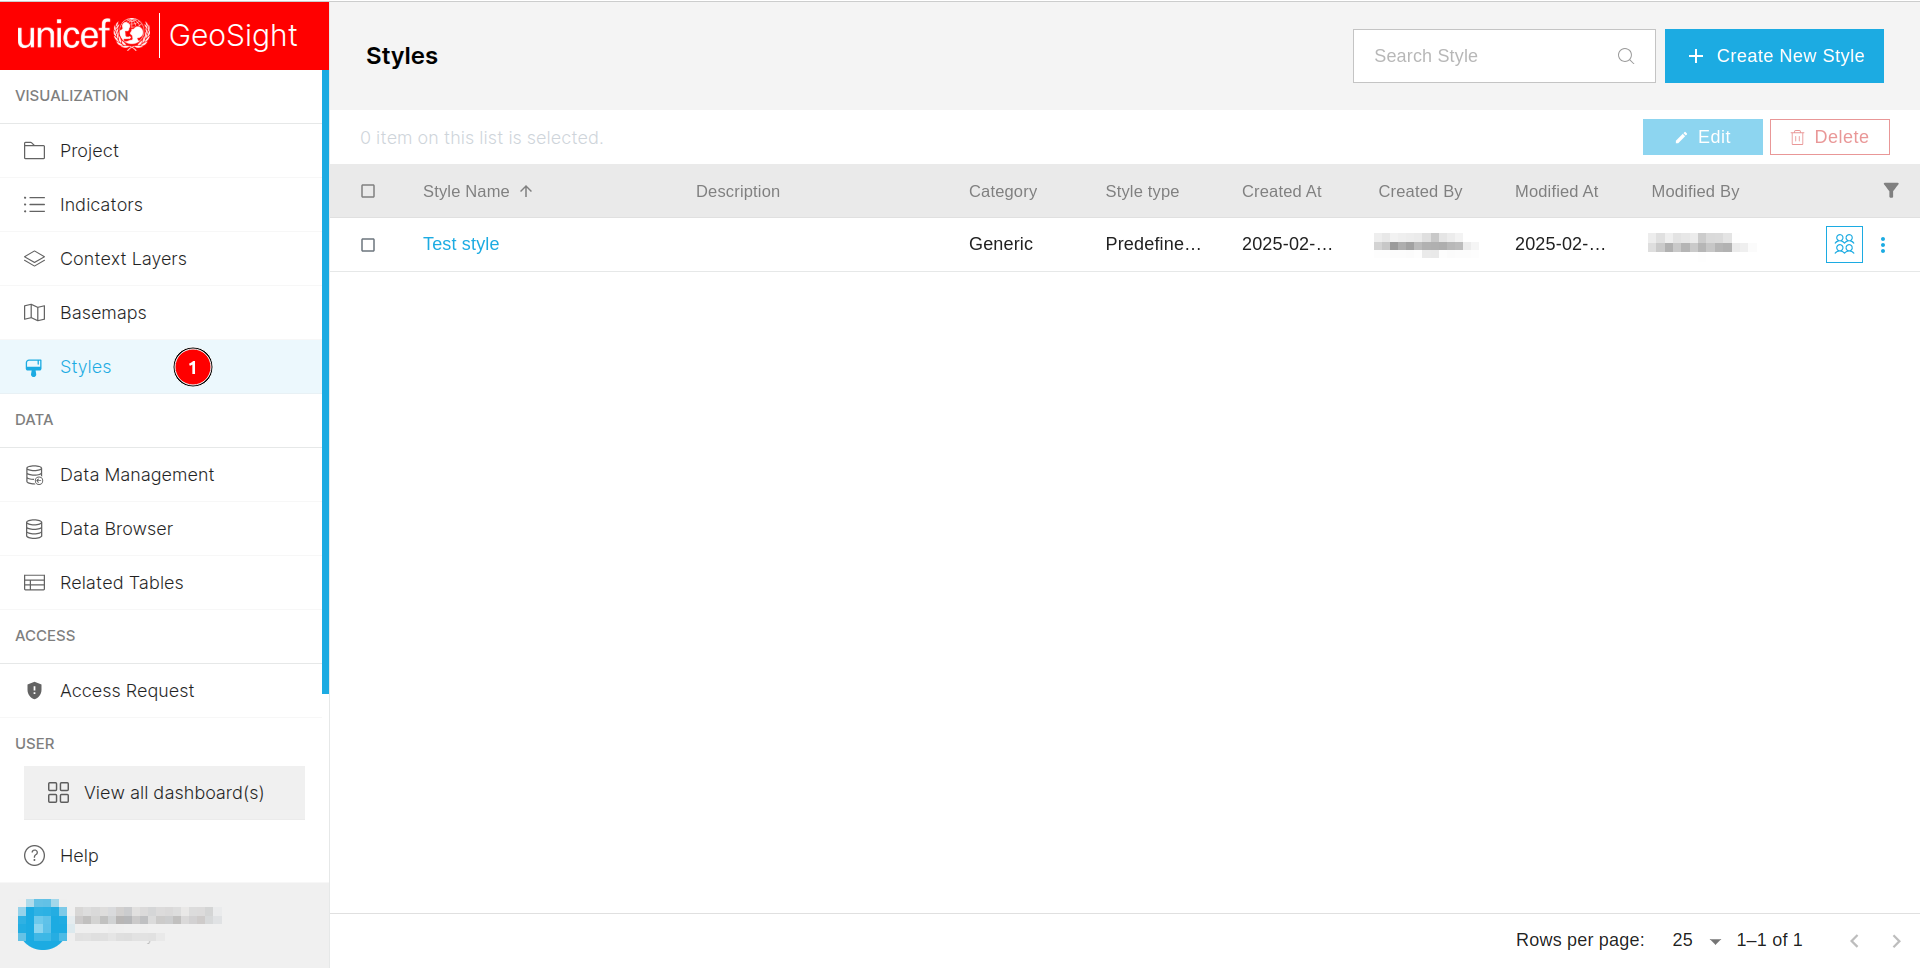 unicef GeoSight
VISUALIZATION
Project
Indicators
Context Layers
Basemaps
Styles 1
DATA
Data Management
Data Browser
Related Tables
ACCESS
Access Request
USER
View all dashboard(s)
Help
Styles
Search Style
Create New Style
0 item on this list is selected.
Edit Delete
Style Name Description Category Style type Created At Created By Modified At Modified By
Test style Generic Predefine... 2025-02-... 2025-02-...
Rows per page: 25 1–1 of 1